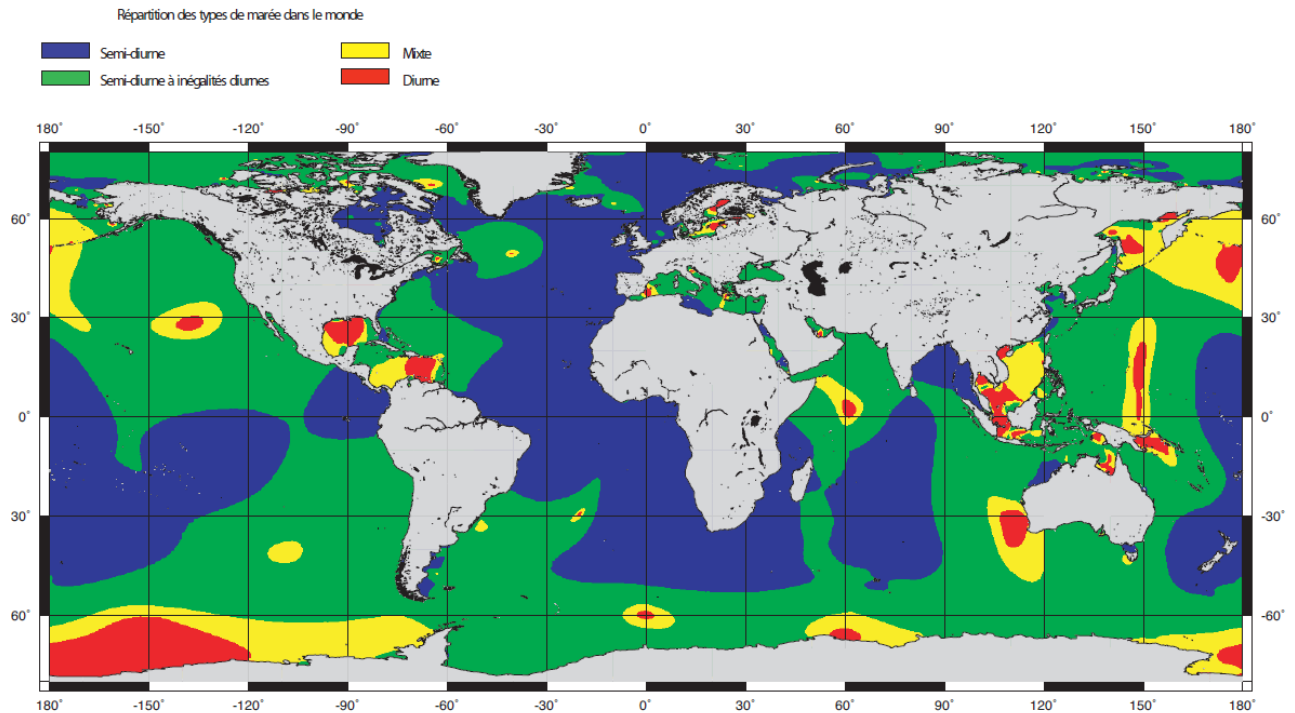 Répartition des types de marée dans le monde
Semi-diurne Mixte
Semi-diurne à inégalités diurnes Diurne
180˚ -150˚ -120˚ -90˚ -60˚ -30˚ 0˚ 30˚ 60˚ 90˚ 120˚ 150˚ 180˚
60˚ 60˚
30˚ 30˚
0˚ 0˚
30˚ -30˚
60˚ -60˚
180˚ -150˚ -120˚ -90˚ -60˚ -30˚ 0˚ 30˚ 60˚ 90˚ 120˚ 150˚ 180˚